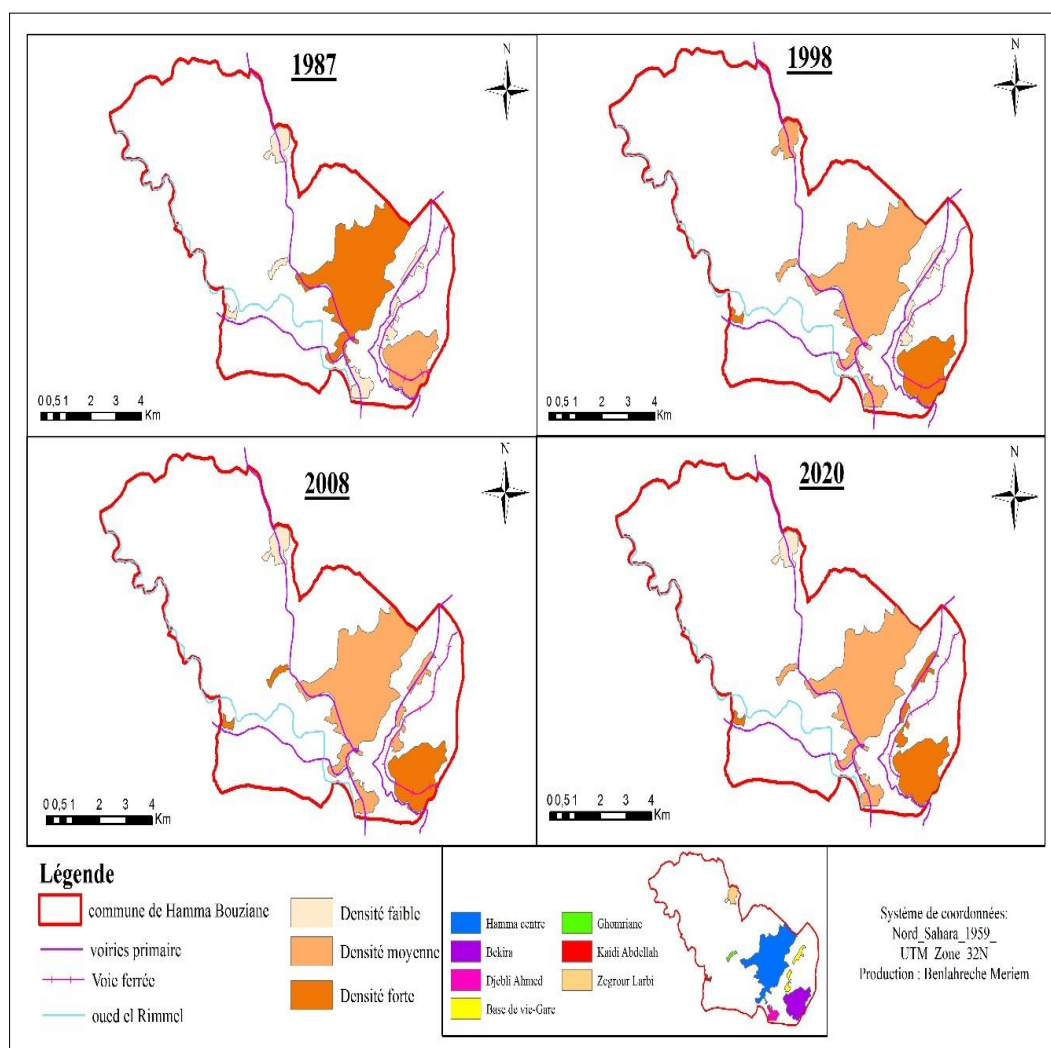 1987
N
0 0,5 1 2 3 4
Km
1998
N
0 0,5 1 2 3 4
Km
2008
N
0 0,5 1 2 3 4
Km
2020
N
0 0,5 1 2 3 4
Km
Légende
commune de Hamma Bouziane
voiries primaire
Voie ferrée
oued el Rimmel
Densité faible
Densité moyenne
Densité forte
Hamma centre
Bekira
Djebli Ahmed
Base de vie-Gare
Ghomriane
Kaidi Abdellah
Zegrour Larbi
Système de coordonnées:
Nord_Sahara_1959_
UTM_Zone_32N
Production : Benlahreche Meriem